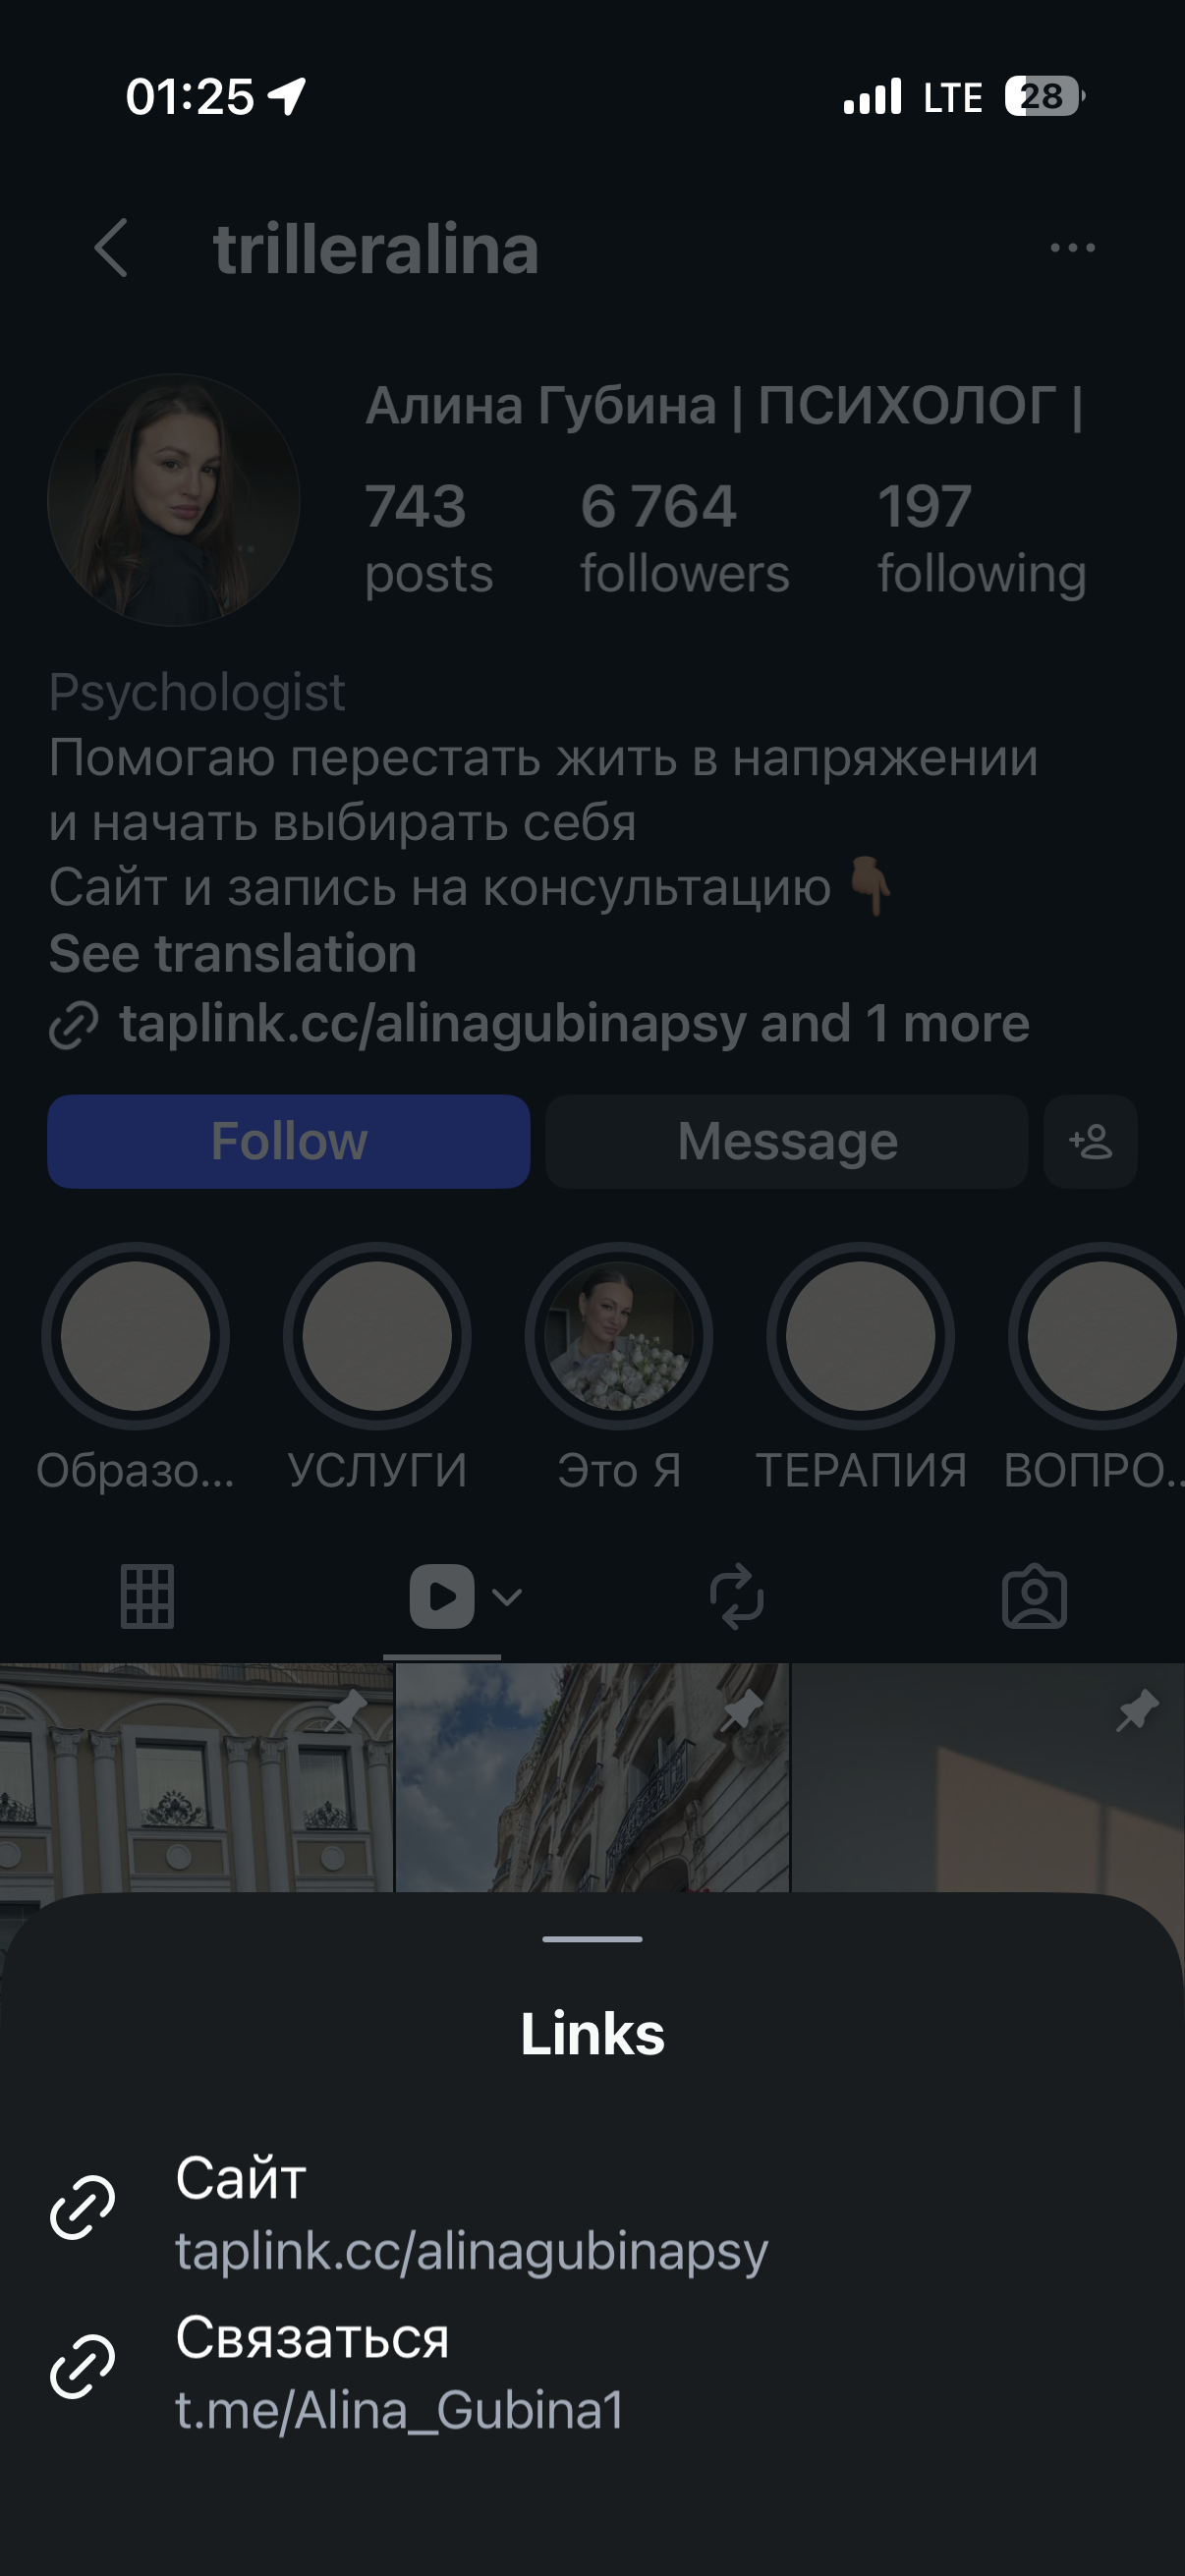 01:25
LTE 28
trilleralina
Алина Губина | ПСИХОЛОГ |
743 6 764 197
posts followers following
Psychologist
Помогаю перестать жить в напряжении
и начать выбирать себя
Сайт и запись на консультацию 👇🏽
See translation
taplink.cc/alinagubinapsy and 1 more
Follow Message
Образо... УСЛУГИ Это Я ТЕРАПИЯ ВОПРО...
Links
Сайт
taplink.cc/alinagubinapsy
Связаться
t.me/Alina_Gubina1